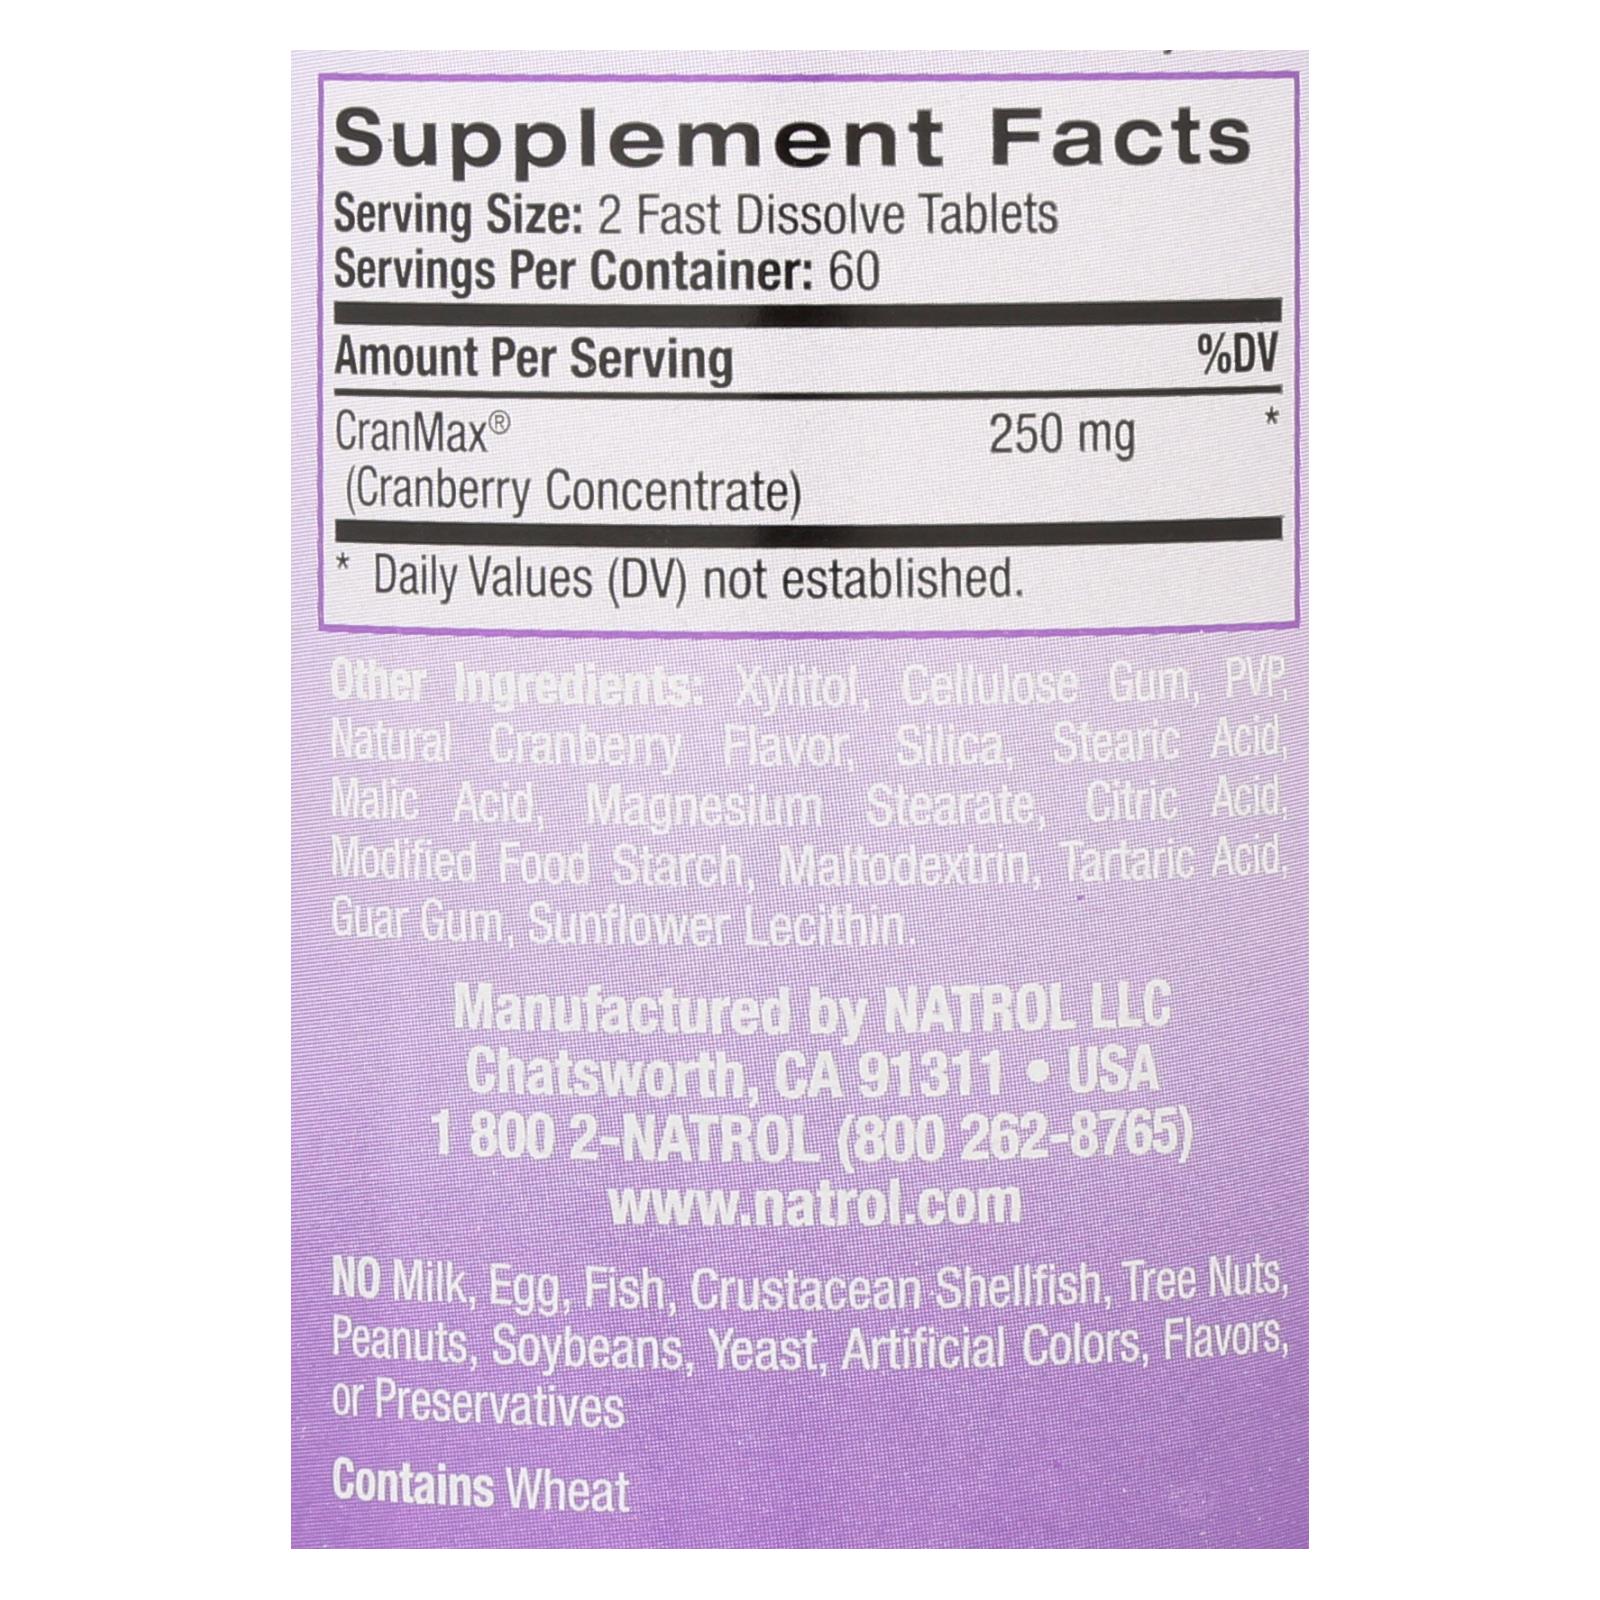 Supplement Facts
Serving Size: 2 Fast Dissolve Tablets
Servings Per Container: 60
Amount Per Serving %DV
CranMax® 250 mg *
(Cranberry Concentrate)
* Daily Values (DV) not established.
Other Ingredients: Xylitol, Cellulose Gum, PVP,
Natural Cranberry Flavor, Silica, Stearic Acid,
Malic Acid, Magnesium Stearate, Citric Acid,
Modified Food Starch, Maltodextrin, Tartaric Acid,
Guar Gum, Sunflower Lecithin.
Manufactured by NATROL LLC
Chatsworth, CA 91311 • USA
1 800 2-NATROL (800 262-8765)
www.natrol.com
NO Milk, Egg, Fish, Crustacean Shellfish, Tree Nuts,
Peanuts, Soybeans, Yeast, Artificial Colors, Flavors,
or Preservatives
Contains Wheat